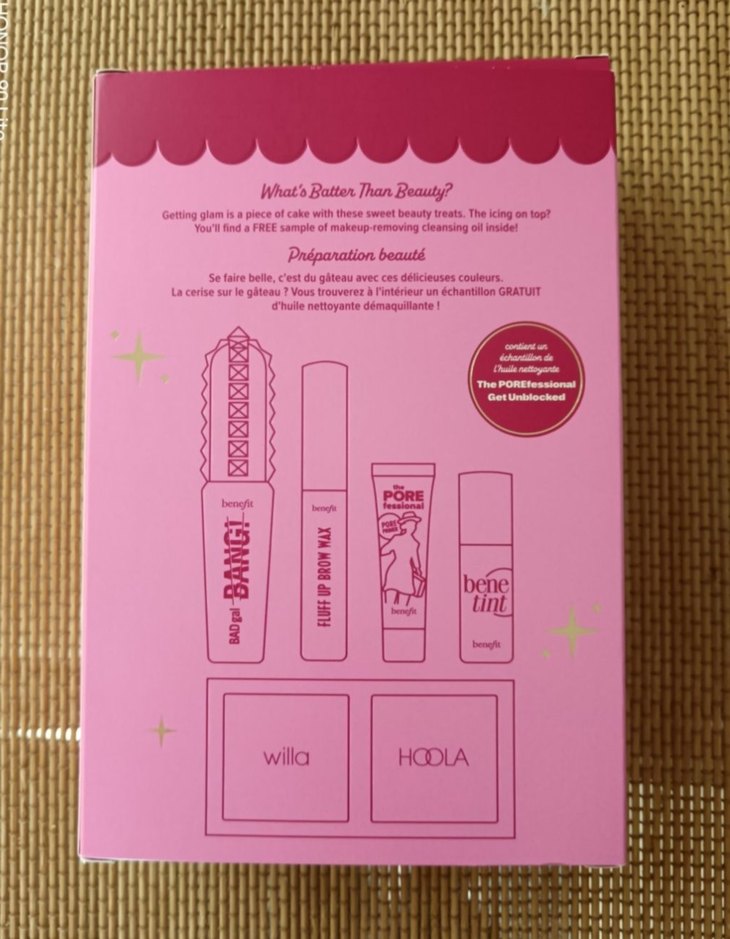 What's Batter Than Beauty?
Getting glam is a piece of cake with these sweet beauty treats. The icing on top?
You'll find a FREE sample of makeup-removing cleansing oil inside!
Préparation beauté
Se faire belle, c'est du gâteau avec ces délicieuses couleurs.
La cerise sur le gâteau ? Vous trouverez à l'intérieur un échantillon GRATUIT
d'huile nettoyante démaquillante !
contient un
échantillon de
l'huile nettoyante
The POREfessional
Get Unblocked
benefit
BADgal BANG!
benefit
FLUFF UP BROW WAX
the
PORE
fessional
PORE
PRIMER
benefit
bene
tint
benefit
willa
HOOLA